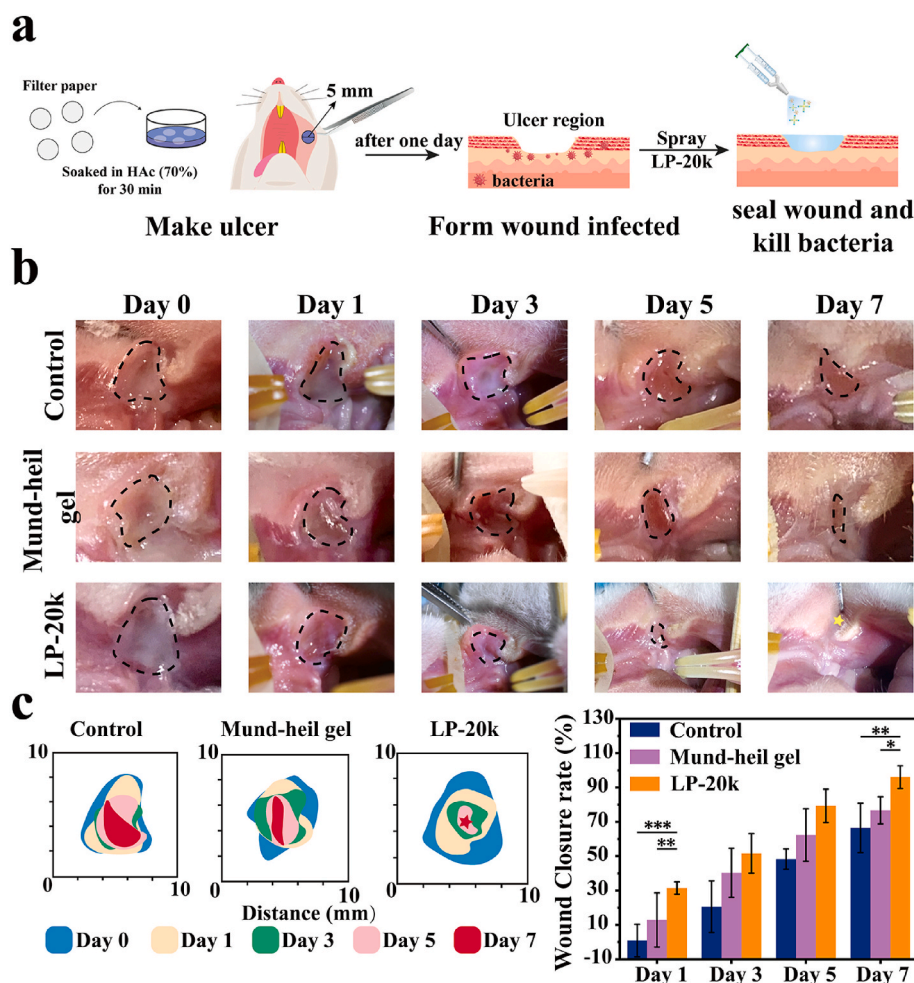 a
Filter paper
Soaked in HAc (70%)
for 30 min
5 mm
after one day
Ulcer region
bacteria
Spray
LP-20k
Make ulcer
Form wound infected
seal wound and
kill bacteria
b
Day 0
Day 1
Day 3
Day 5
Day 7
Control
Mund-heil
gel
LP-20k
c
Control
Mund-heil gel
LP-20k
10
10
10
0
10
0
10
0
10
Distance (mm)
Day 0
Day 1
Day 3
Day 5
Day 7
Wound Closure rate (%)
130
110
90
70
50
30
10
-10
Control
Mund-heil gel
LP-20k
***
**
**
*
Day 1
Day 3
Day 5
Day 7